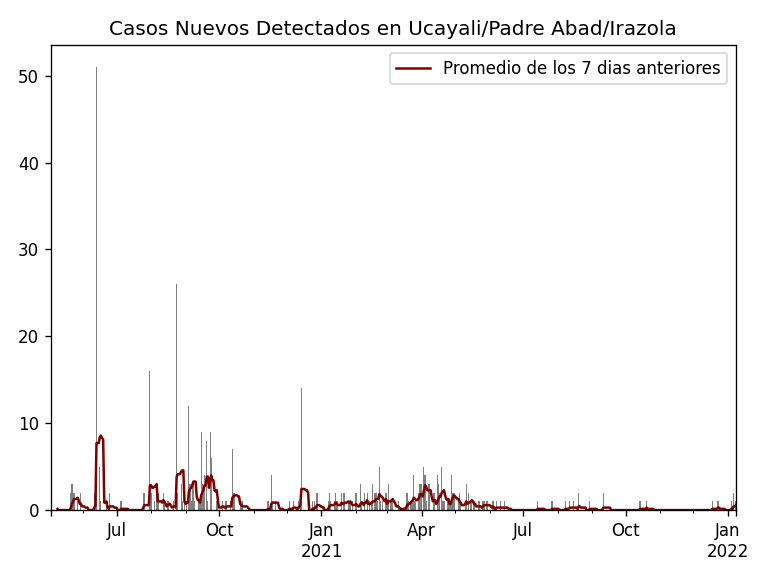 Casos Nuevos Detectados en Ucayali/Padre Abad/Irazola
Promedio de los 7 dias anteriores
50
40
30
20
10
0
Jul
Oct
Jan
2021
Apr
Jul
Oct
Jan
2022